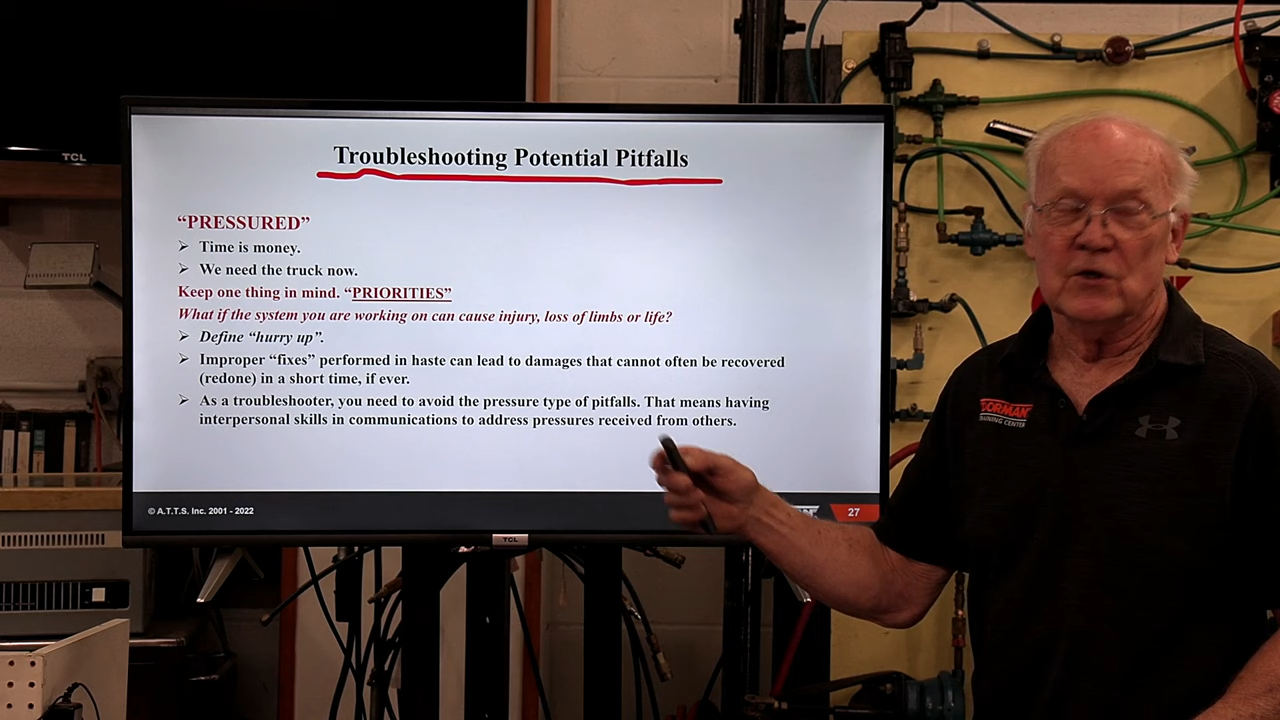 TCL
Troubleshooting Potential Pitfalls
“PRESSURED”
➢ Time is money.
➢ We need the truck now.
Keep one thing in mind. “PRIORITIES”
What if the system you are working on can cause injury, loss of limbs or life?
➢ Define “hurry up”.
➢ Improper “fixes” performed in haste can lead to damages that cannot often be recovered
(redone) in a short time, if ever.
➢ As a troubleshooter, you need to avoid the pressure type of pitfalls. That means having
interpersonal skills in communications to address pressures received from others.
© A.T.T.S. Inc. 2001 - 2022
27
TCL
DORMAN
TRAINING CENTER